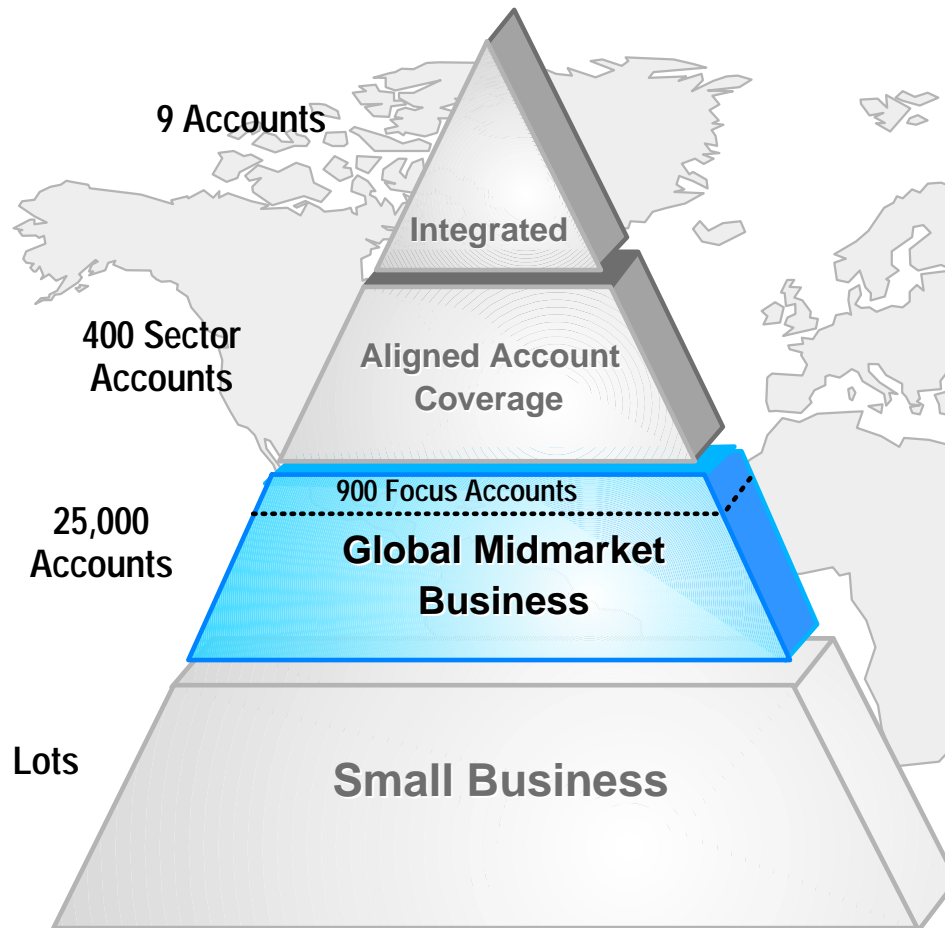 9 Accounts
Integrated
400 Sector
Accounts
Aligned Account
Coverage
900 Focus Accounts
25,000
Accounts
Global Midmarket
Business
Lots
Small Business